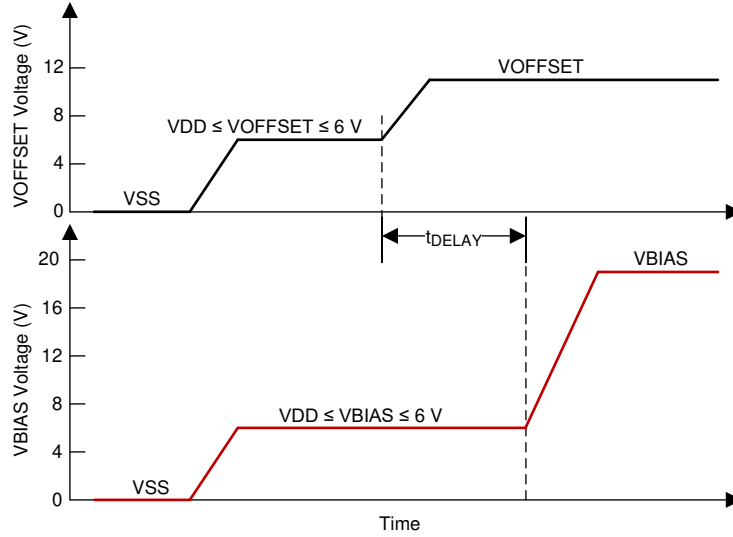 VOFFSET Voltage (V)
12
8
4
0
VOFFSET
VDD ≤ VOFFSET ≤ 6 V
VSS
tDELAY
VBIAS Voltage (V)
20
16
12
8
4
0
VBIAS
VDD ≤ VBIAS ≤ 6 V
VSS
Time